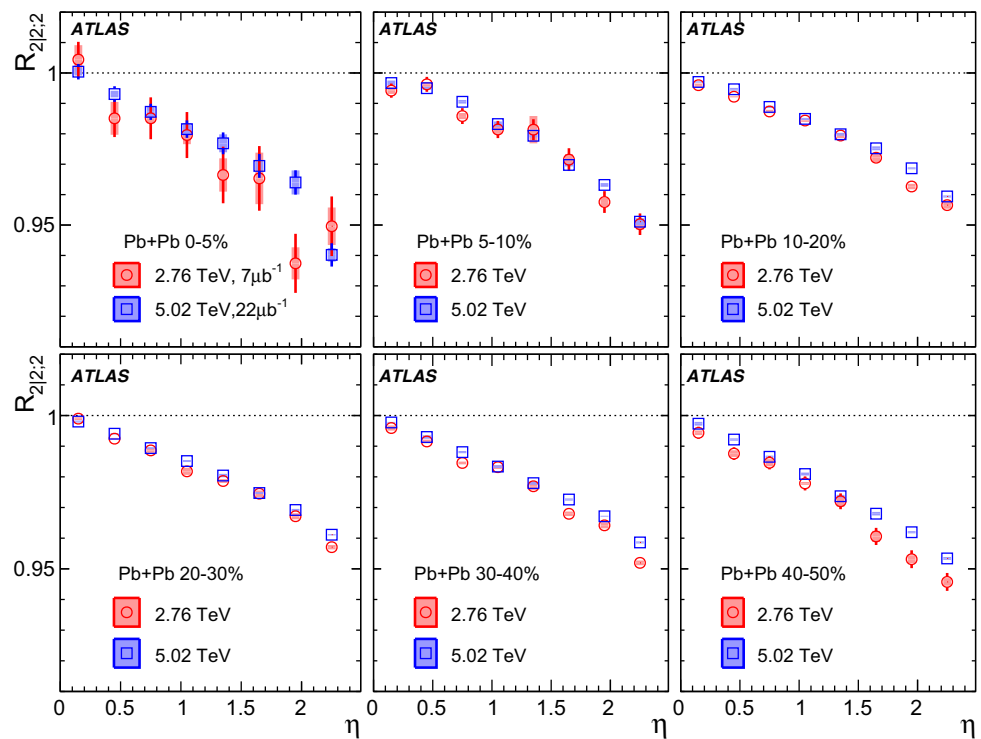 R2|2;2
ATLAS
1
0.95
Pb+Pb 0-5%
2.76 TeV, 7μb-1
5.02 TeV,22μb-1
ATLAS
Pb+Pb 5-10%
2.76 TeV
5.02 TeV
ATLAS
Pb+Pb 10-20%
2.76 TeV
5.02 TeV
R2|2;2
ATLAS
1
0.95
Pb+Pb 20-30%
2.76 TeV
5.02 TeV
0 0.5 1 1.5 2
η
ATLAS
Pb+Pb 30-40%
2.76 TeV
5.02 TeV
0 0.5 1 1.5 2
η
ATLAS
Pb+Pb 40-50%
2.76 TeV
5.02 TeV
0 0.5 1 1.5 2
η